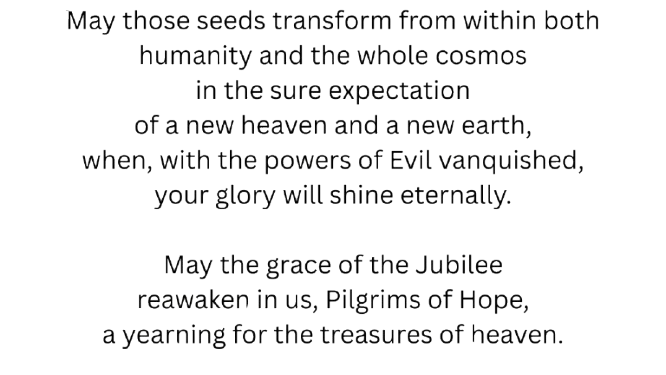 May those seeds transform from within both
humanity and the whole cosmos
in the sure expectation
of a new heaven and a new earth,
when, with the powers of Evil vanquished,
your glory will shine eternally.
May the grace of the Jubilee
reawaken in us, Pilgrims of Hope,
a yearning for the treasures of heaven.